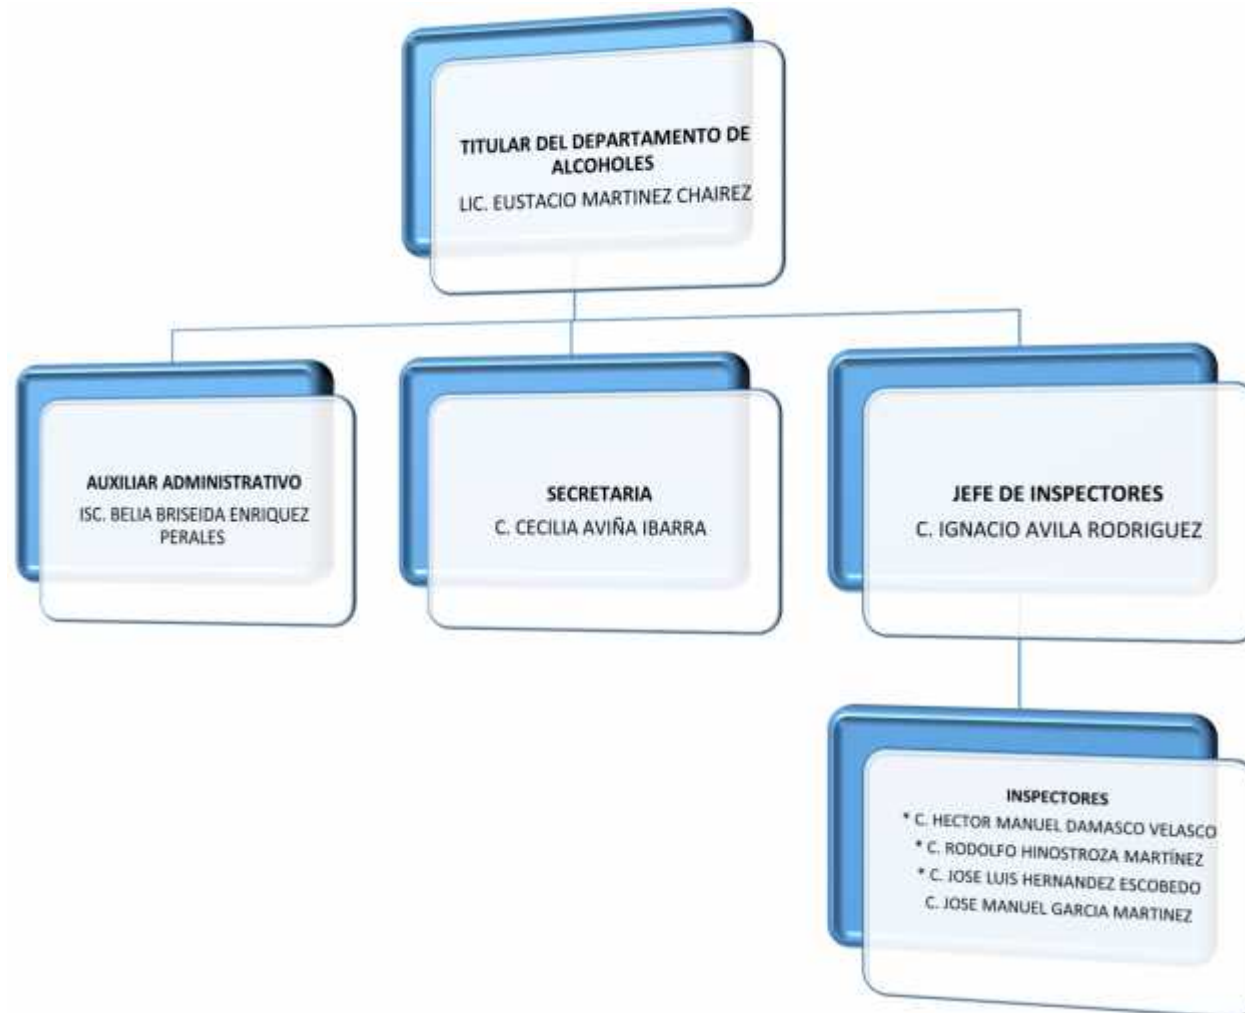 TITULAR DEL DEPARTAMENTO DE
ALCOHOLES
LIC. EUSTACIO MARTINEZ CHAIREZ
AUXILIAR ADMINISTRATIVO
ISC. BELIA BRISEIDA ENRIQUEZ
PERALES
SECRETARIA
C. CECILIA AVIÑA IBARRA
JEFE DE INSPECTORES
C. IGNACIO AVILA RODRIGUEZ
INSPECTORES
* C. HECTOR MANUEL DAMASCO VELASCO
* C. RODOLFO HINOSTROZA MARTÍNEZ
* C. JOSE LUIS HERNANDEZ ESCOBEDO
C. JOSE MANUEL GARCIA MARTINEZ